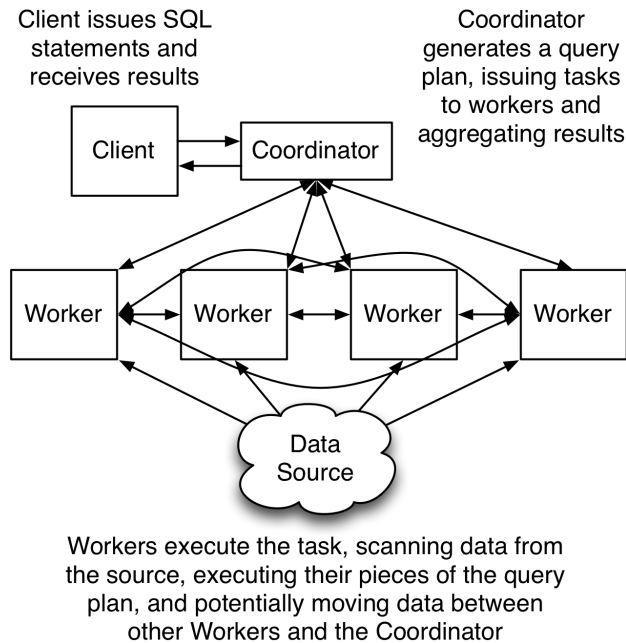 Client issues SQL
statements and
receives results
Coordinator
generates a query
plan, issuing tasks
to workers and
aggregating results
Client
Coordinator
Worker
Worker
Worker
Worker
Data
Source
Workers execute the task, scanning data from
the source, executing their pieces of the query
plan, and potentially moving data between
other Workers and the Coordinator